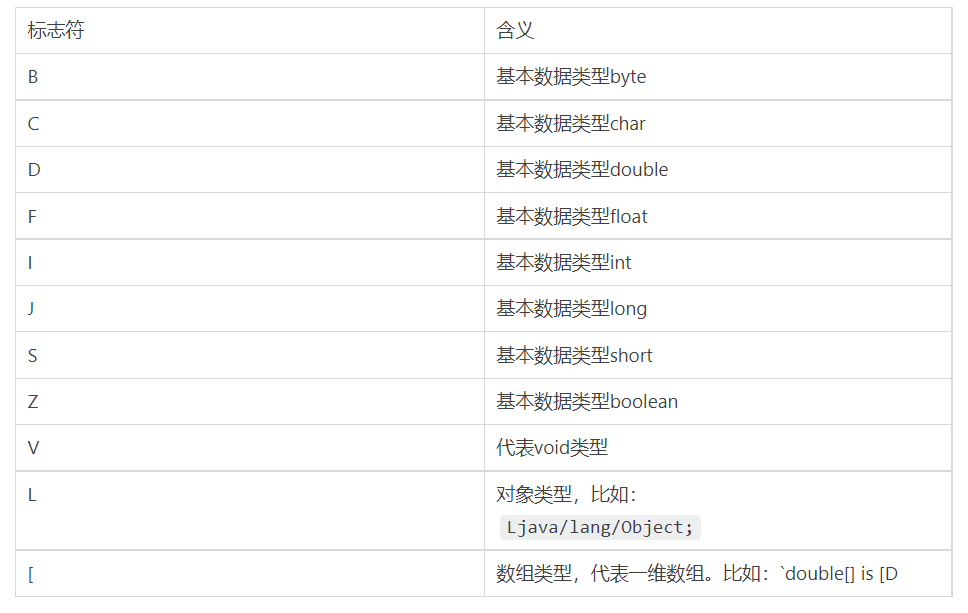 标志符 含义
B 基本数据类型byte
C 基本数据类型char
D 基本数据类型double
F 基本数据类型float
I 基本数据类型int
J 基本数据类型long
S 基本数据类型short
Z 基本数据类型boolean
V 代表void类型
L 对象类型，比如：
Ljava/lang/Object;
[ 数组类型，代表一维数组。比如：`double[] is [D